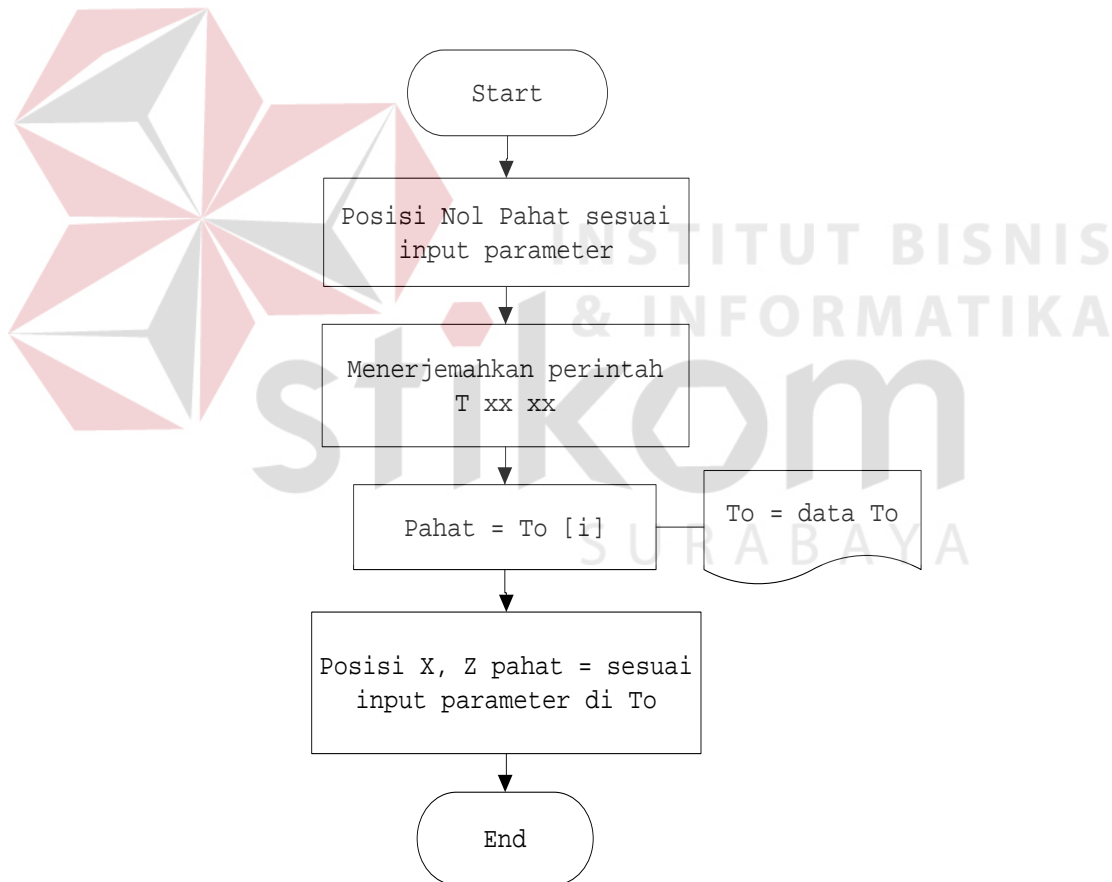 Start
Posisi Nol Pahat sesuai
input parameter
Menerjemahkan perintah
T xx xx
Pahat = To [i]
To = data To
Posisi X, Z pahat = sesuai
input parameter di To
End
INSTITUT BISNIS
& INFORMATIKA
stikom
SURABAYA